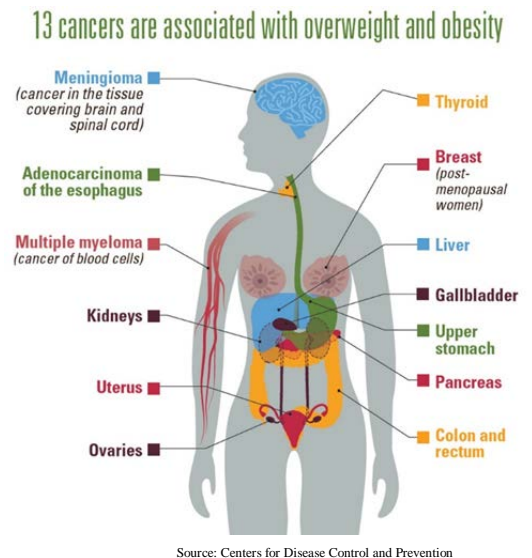 13 cancers are associated with overweight and obesity
Meningioma
(cancer in the tissue
covering brain and
spinal cord)
Adenocarcinoma
of the esophagus
Multiple myeloma
(cancer of blood cells)
Kidneys
Uterus
Ovaries
Thyroid
Breast
(post-
menopausal
women)
Liver
Gallbladder
Upper
stomach
Pancreas
Colon and
rectum
Source: Centers for Disease Control and Prevention